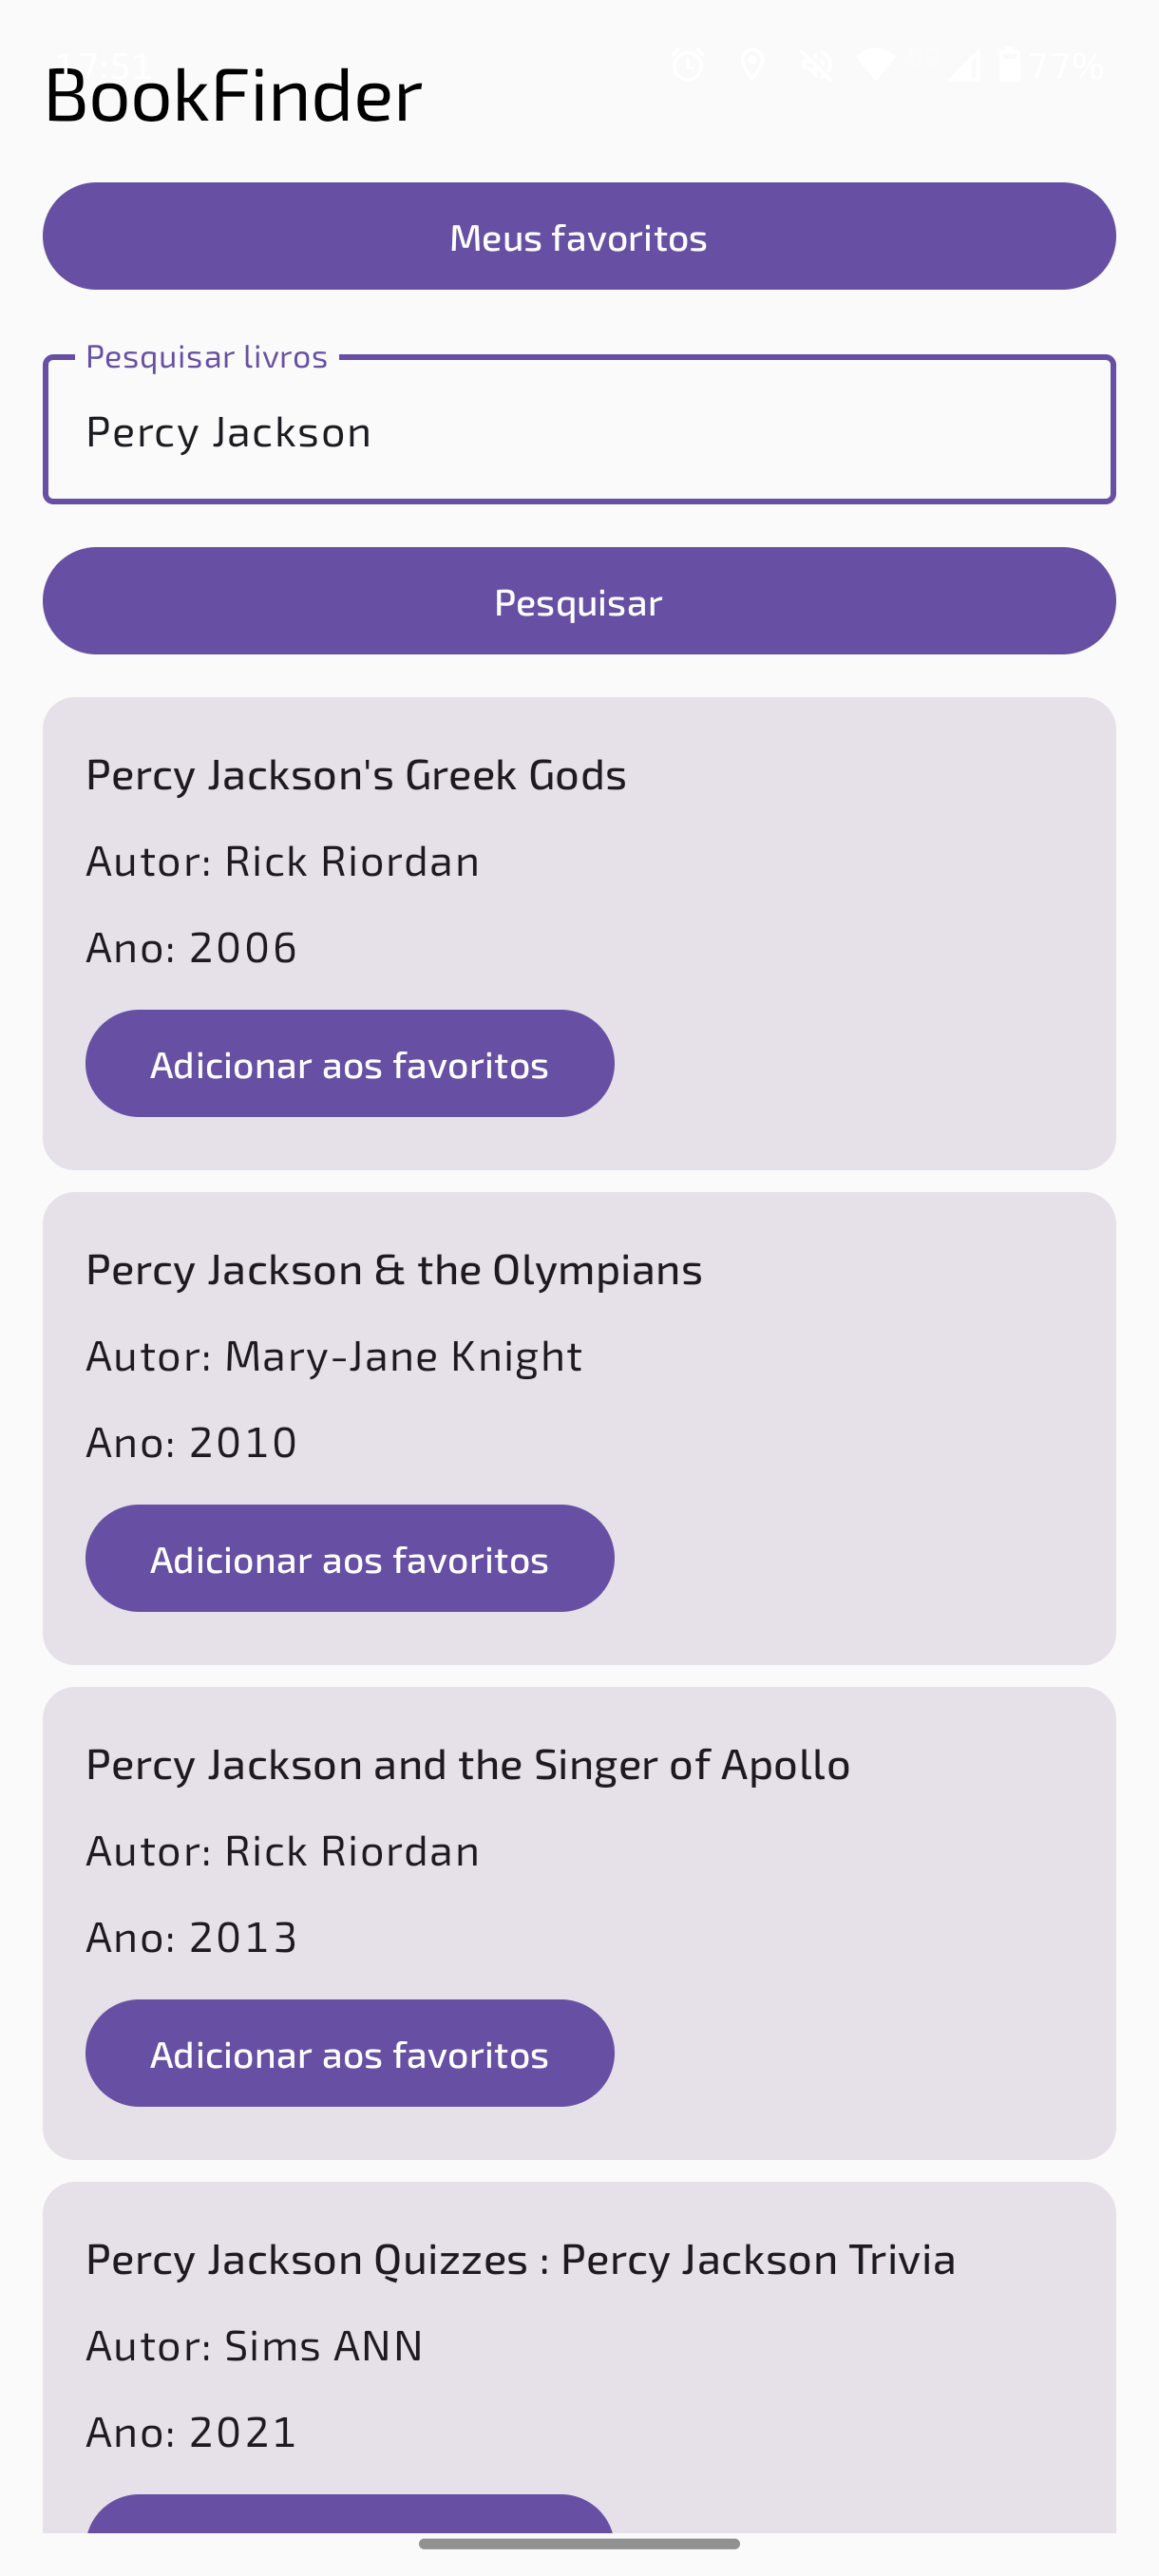 17:51 77%
BookFinder
Meus favoritos
Pesquisar livros
Percy Jackson
Pesquisar
Percy Jackson's Greek Gods
Autor: Rick Riordan
Ano: 2006
Adicionar aos favoritos
Percy Jackson & the Olympians
Autor: Mary-Jane Knight
Ano: 2010
Adicionar aos favoritos
Percy Jackson and the Singer of Apollo
Autor: Rick Riordan
Ano: 2013
Adicionar aos favoritos
Percy Jackson Quizzes : Percy Jackson Trivia
Autor: Sims ANN
Ano: 2021